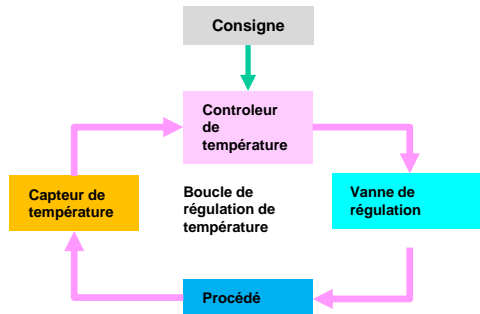 Consigne
Controleur
de
température
Capteur de
température
Boucle de
régulation de
température
Vanne de
régulation
Procédé